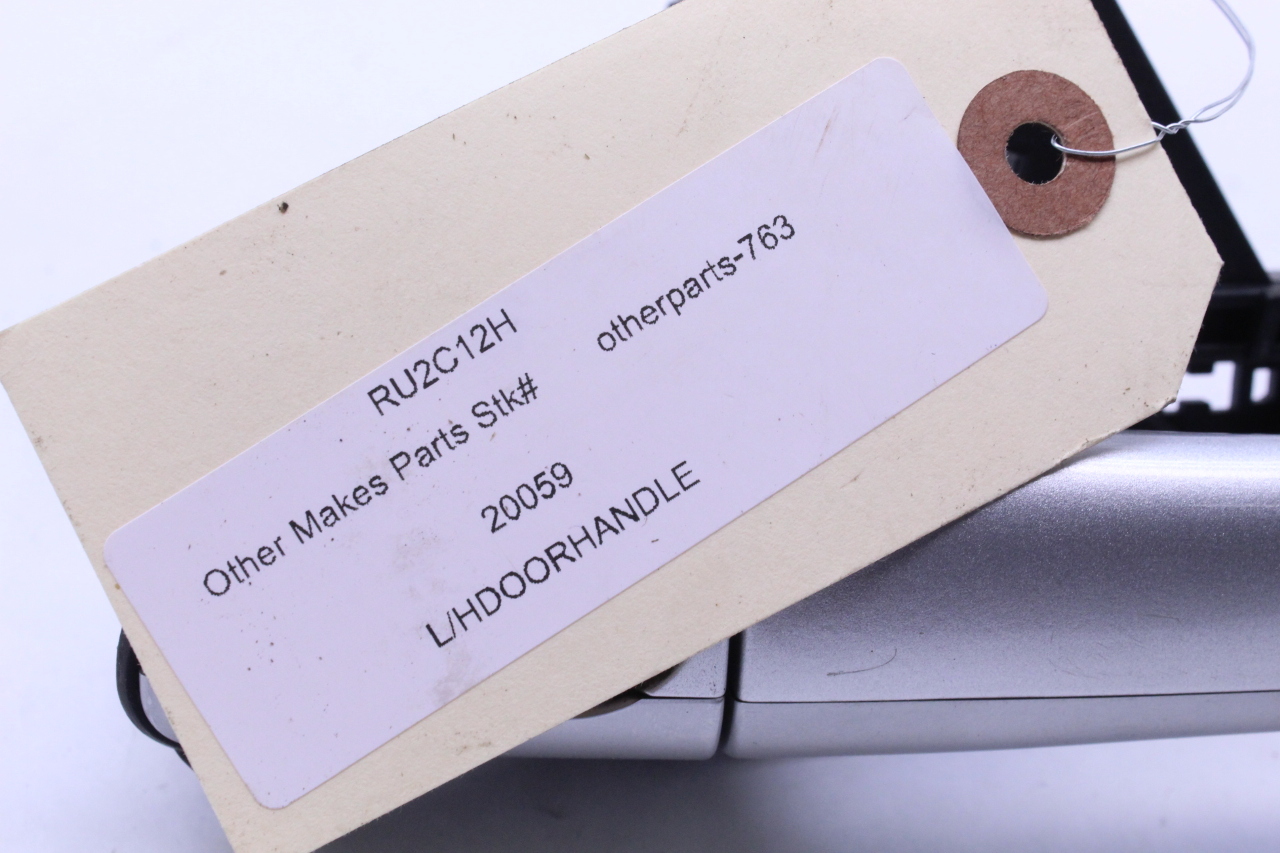 RU2C12H
Other Makes Parts Stk# otherparts-763
20059
L/HDOORHANDLE